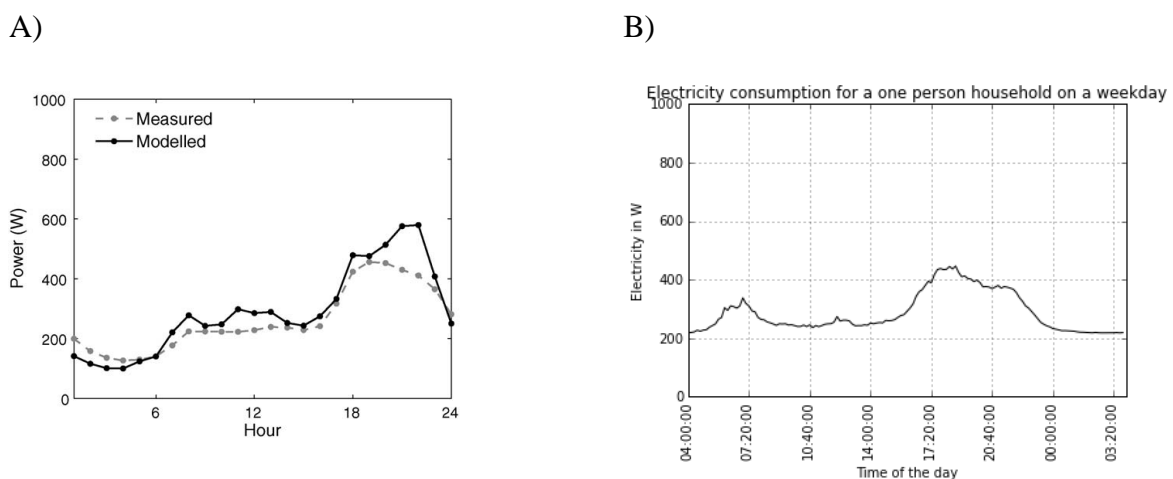 A)
B)
1000
800
600
400
200
0
Power (W)
Measured
Modelled
6
12
18
24
Hour
Electricity consumption for a one person household on a weekday
1000
800
600
400
200
0
Electricity in W
04:00:00
07:20:00
10:40:00
14:00:00
17:20:00
20:40:00
00:00:00
03:20:00
Time of the day